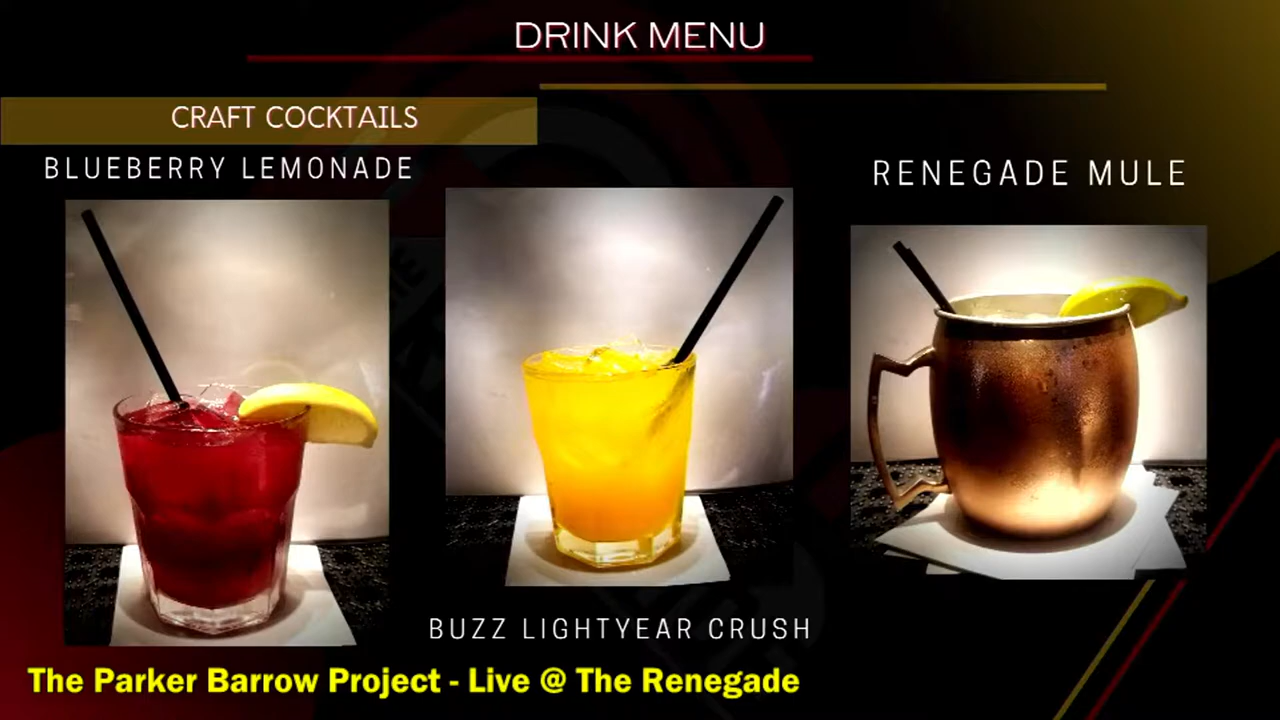 DRINK MENU
CRAFT COCKTAILS
BLUEBERRY LEMONADE
RENEGADE MULE
BUZZ LIGHTYEAR CRUSH
The Parker Barrow Project - Live @ The Renegade